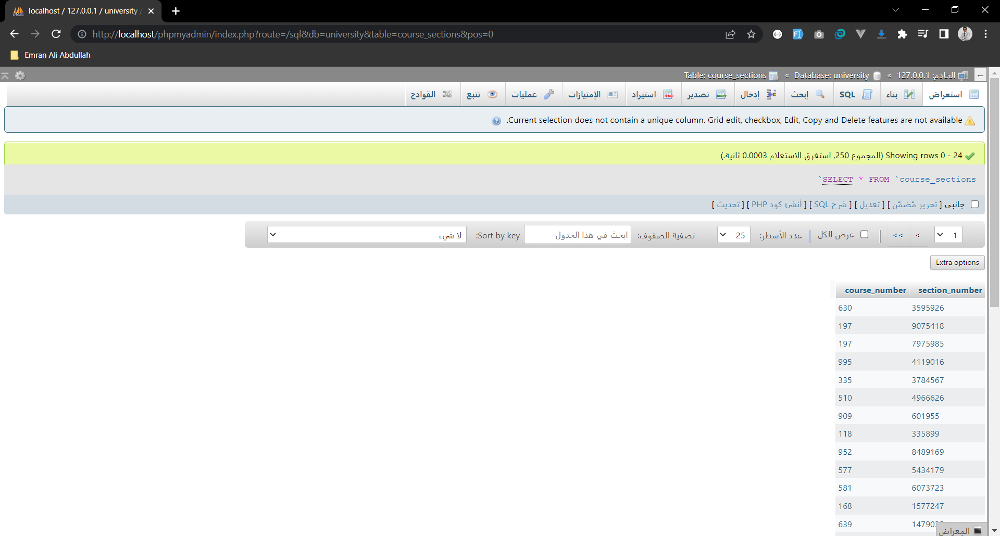 localhost / 127.0.0.1 / university /
http://localhost/phpmyadmin/index.php?route=/sql&db=university&table=course_sections&pos=0
Emran Ali Abdullah
الخادم: 127.0.0.1 » Database: university » Table: course_sections
استعراض بناء SQL إبحث إدخال تصدير استيراد الإمتيازات عمليات تتبع القوادح
Current selection does not contain a unique column. Grid edit, checkbox, Edit, Copy and Delete features are not available.
Showing rows 0 - 24 (المجموع 250, استغرق الاستعلام 0.0003 ثانية.)
SELECT * FROM `course_sections`
جانبي [ تحرير مُضمّن ] [ تعديل ] [ شرح SQL ] [ أنشئ كود PHP ] [ تحديث ]
1 > >> | عرض الكل | عدد الأسطر: 25 تصفية الصفوف: ابحث في هذا الجدول Sort by key: لا شيء
Extra options
course_number section_number
630 3595926
197 9075418
197 7975985
995 4119016
335 3784567
510 4966626
909 601955
118 335899
952 8489169
577 5434179
581 6073723
168 1577247
639
المعراض